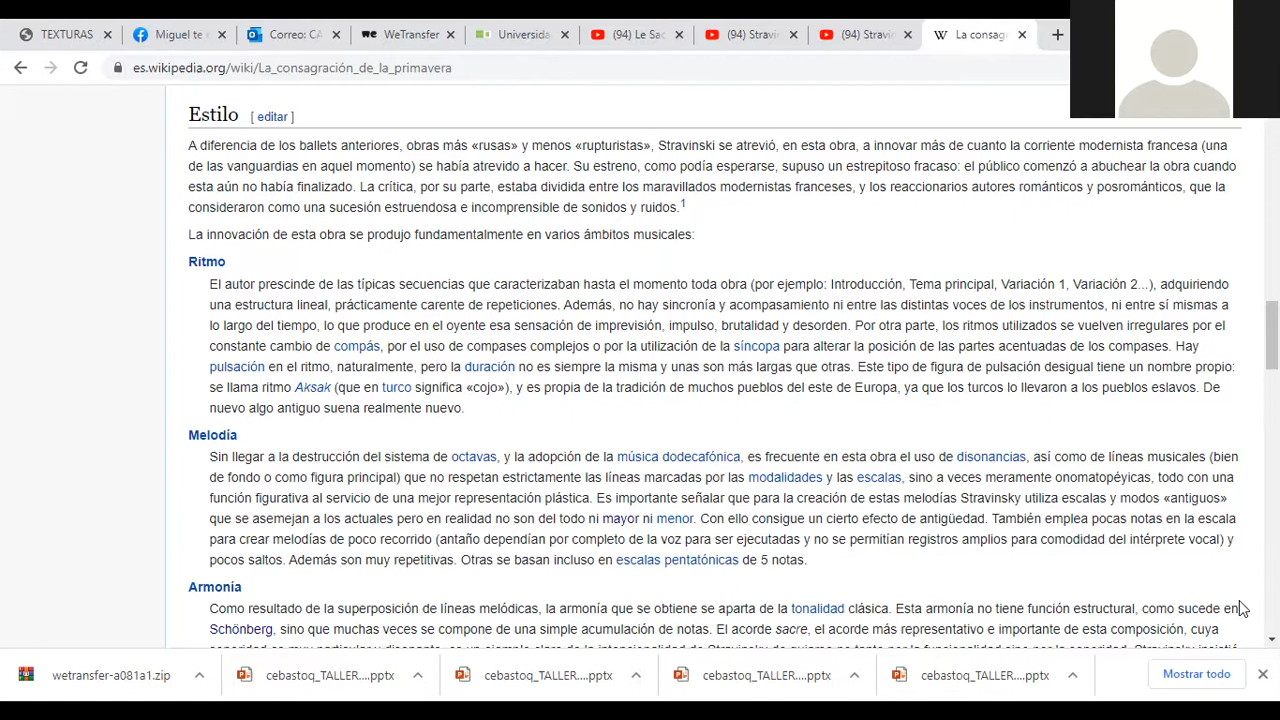 TEXTURAS
Miguel te e
Correo: CA
WeTransfer
Universida
(94) Le Sac
(94) Stravin
(94) Stravin
La consag
es.wikipedia.org/wiki/La_consagración_de_la_primavera
Estilo [ editar ]
A diferencia de los ballets anteriores, obras más «rusas» y menos «rupturistas», Stravinski se atrevió, en esta obra, a innovar más de cuanto la corriente modernista francesa (una
de las vanguardias en aquel momento) se había atrevido a hacer. Su estreno, como podía esperarse, supuso un estrepitoso fracaso: el público comenzó a abuchear la obra cuando
esta aún no había finalizado. La crítica, por su parte, estaba dividida entre los maravillados modernistas franceses, y los reaccionarios autores románticos y posrománticos, que la
consideraron como una sucesión estruendosa e incomprensible de sonidos y ruidos.1
La innovación de esta obra se produjo fundamentalmente en varios ámbitos musicales:
Ritmo
El autor prescinde de las típicas secuencias que caracterizaban hasta el momento toda obra (por ejemplo: Introducción, Tema principal, Variación 1, Variación 2...), adquiriendo
una estructura lineal, prácticamente carente de repeticiones. Además, no hay sincronía y acompasamiento ni entre las distintas voces de los instrumentos, ni entre sí mismas a
lo largo del tiempo, lo que produce en el oyente esa sensación de imprevisión, impulso, brutalidad y desorden. Por otra parte, los ritmos utilizados se vuelven irregulares por el
constante cambio de compás, por el uso de compases complejos o por la utilización de la síncopa para alterar la posición de las partes acentuadas de los compases. Hay
pulsación en el ritmo, naturalmente, pero la duración no es siempre la misma y unas son más largas que otras. Este tipo de figura de pulsación desigual tiene un nombre propio:
se llama ritmo Aksak (que en turco significa «cojo»), y es propia de la tradición de muchos pueblos del este de Europa, ya que los turcos lo llevaron a los pueblos eslavos. De
nuevo algo antiguo suena realmente nuevo.
Melodía
Sin llegar a la destrucción del sistema de octavas, y la adopción de la música dodecafónica, es frecuente en esta obra el uso de disonancias, así como de líneas musicales (bien
de fondo o como figura principal) que no respetan estrictamente las líneas marcadas por las modalidades y las escalas, sino a veces meramente onomatopéyicas, todo con una
función figurativa al servicio de una mejor representación plástica. Es importante señalar que para la creación de estas melodías Stravinsky utiliza escalas y modos «antiguos»
que se asemejan a los actuales pero en realidad no son del todo ni mayor ni menor. Con ello consigue un cierto efecto de antigüedad. También emplea pocas notas en la escala
para crear melodías de poco recorrido (antaño dependían por completo de la voz para ser ejecutadas y no se permitían registros amplios para comodidad del intérprete vocal) y
pocos saltos. Además son muy repetitivas. Otras se basan incluso en escalas pentatónicas de 5 notas.
Armonía
Como resultado de la superposición de líneas melódicas, la armonía que se obtiene se aparta de la tonalidad clásica. Esta armonía no tiene función estructural, como sucede en
Schönberg, sino que muchas veces se compone de una simple acumulación de notas. El acorde sacre, el acorde más representativo e importante de esta composición, cuya
wetransfer-a081a1.zip
cebastoq_TALLER....pptx
cebastoq_TALLER....pptx
cebastoq_TALLER....pptx
cebastoq_TALLER....pptx
Mostrar todo